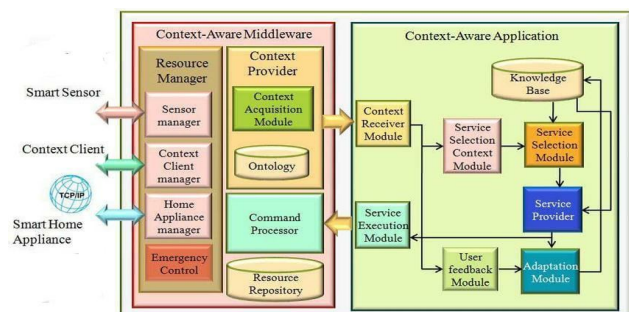 Context-Aware Middleware
Context-Aware Application
Resource
Manager
Context
Provider
Smart Sensor
Sensor
manager
Context
Acquisition
Module
Context Client
Context
Client
manager
Ontology
TCP/IP
Smart Home
Appliance
Home
Appliance
manager
Command
Processor
Emergency
Control
Resource
Repository
Context
Receiver
Module
Knowledge
Base
Service
Selection
Context Module
Service
Selection
Module
Service
Provider
Service
Execution
Module
User
feedback
Module
Adaptation
Module